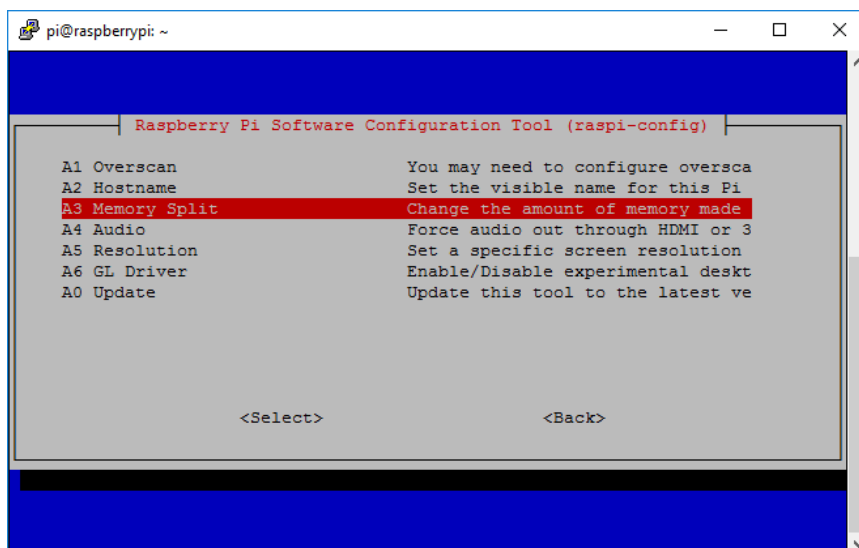 pi@raspberrypi: ~
Raspberry Pi Software Configuration Tool (raspi-config)
A1 Overscan You may need to configure oversca
A2 Hostname Set the visible name for this Pi
A3 Memory Split Change the amount of memory made
A4 Audio Force audio out through HDMI or 3
A5 Resolution Set a specific screen resolution
A6 GL Driver Enable/Disable experimental deskt
A0 Update Update this tool to the latest ve
<Select> <Back>